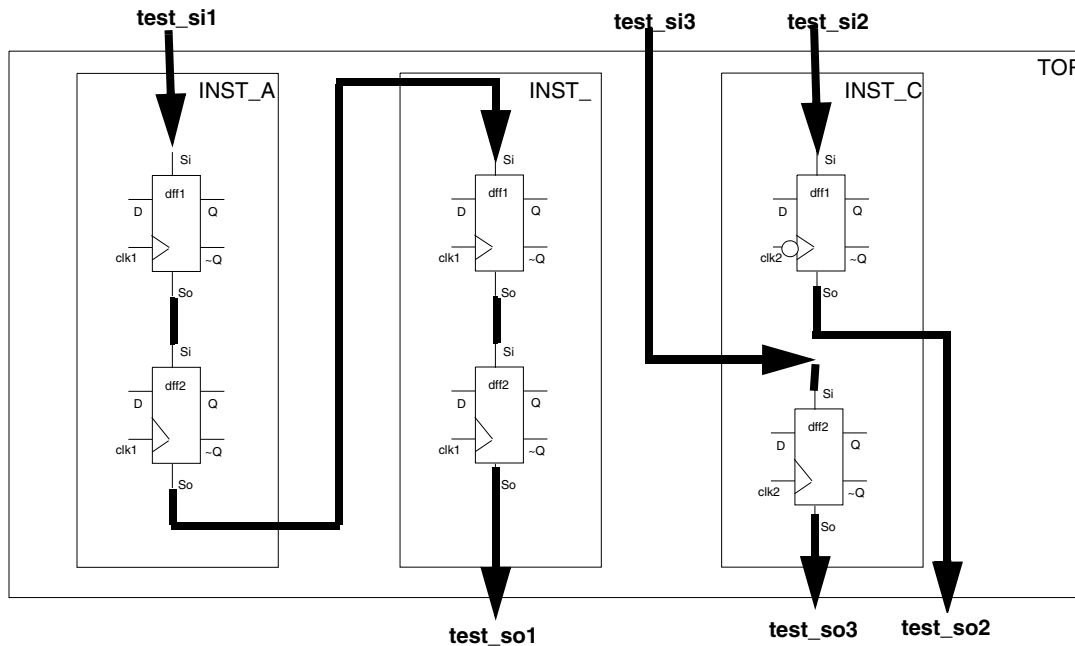 test_si1
test_si3
test_si2
TOP
INST_A
INST_
INST_C
Si
Si
Si
dff1
dff1
dff1
D
Q
D
Q
D
Q
clk1
~Q
clk1
~Q
clk2
~Q
So
So
So
Si
Si
Si
dff2
dff2
dff2
D
Q
D
Q
D
Q
clk1
~Q
clk1
~Q
clk2
~Q
So
So
So
test_so1
test_so3
test_so2